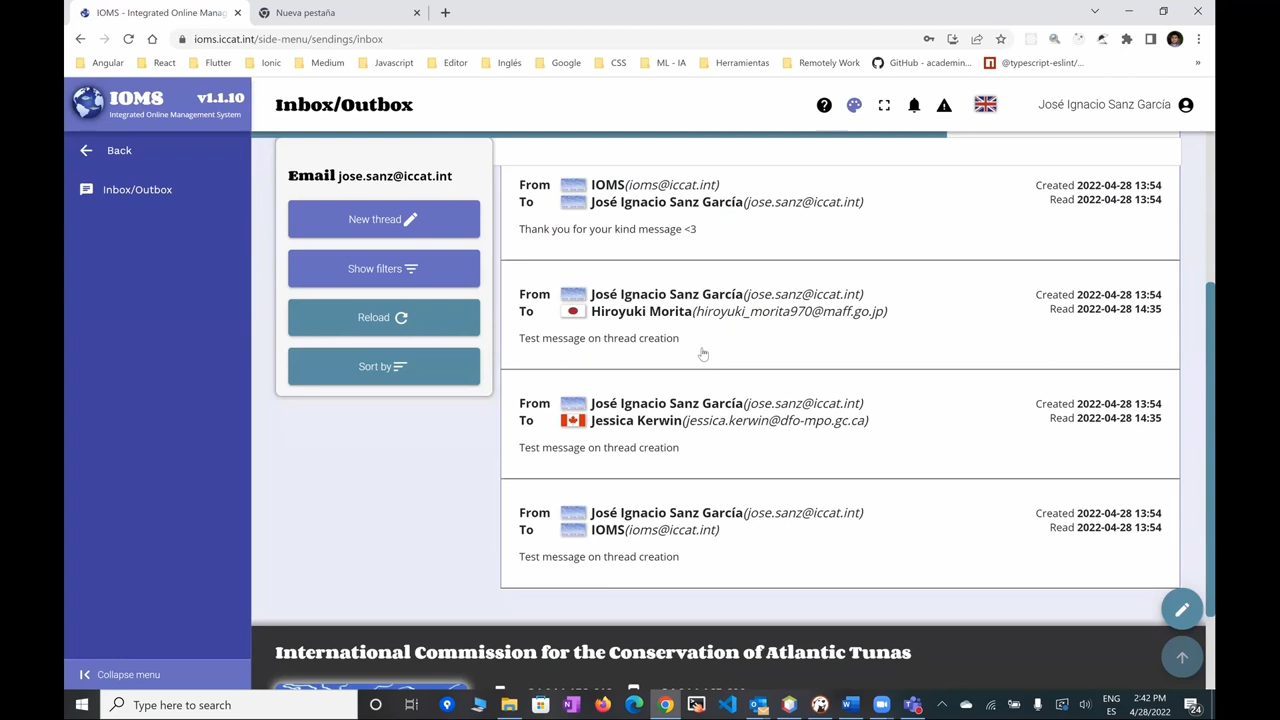 IOMS - Integrated Online Manag
Nueva pestaña
ioms.iccat.int/side-menu/sendings/inbox
Angular
React
Flutter
Ionic
Medium
Javascript
Editor
Inglés
Google
CSS
ML - IA
Herramientas
Remotely Work
GitHub - academin...
@typescript-eslint/...
»
IOMS v1.1.10
Integrated Online Management System
Inbox/Outbox
José Ignacio Sanz García
Back
Inbox/Outbox
Email jose.sanz@iccat.int
New thread
Show filters
Reload
Sort by
From IOMS(ioms@iccat.int) Created 2022-04-28 13:54
To José Ignacio Sanz García(jose.sanz@iccat.int) Read 2022-04-28 13:54
Thank you for your kind message <3
From José Ignacio Sanz García(jose.sanz@iccat.int) Created 2022-04-28 13:54
To Hiroyuki Morita(hiroyuki_morita970@maff.go.jp) Read 2022-04-28 14:35
Test message on thread creation
From José Ignacio Sanz García(jose.sanz@iccat.int) Created 2022-04-28 13:54
To Jessica Kerwin(jessica.kerwin@dfo-mpo.gc.ca) Read 2022-04-28 14:35
Test message on thread creation
From José Ignacio Sanz García(jose.sanz@iccat.int) Created 2022-04-28 13:54
To IOMS(ioms@iccat.int) Read 2022-04-28 13:54
Test message on thread creation
International Commission for the Conservation of Atlantic Tunas
Collapse menu
Type here to search
ENG
ES
2:42 PM
4/28/2022
24